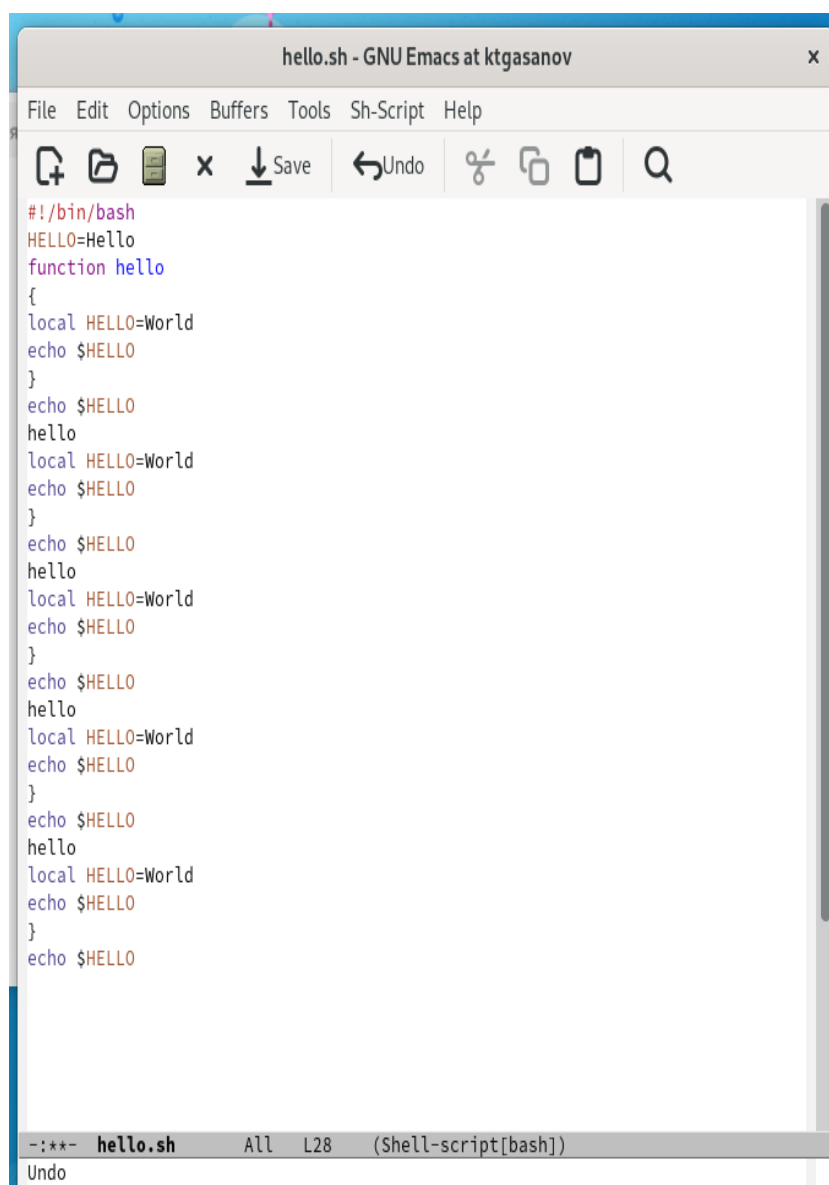 hello.sh - GNU Emacs at ktgasanov x
File Edit Options Buffers Tools Sh-Script Help
Save Undo
#!/bin/bash
HELLO=Hello
function hello
{
local HELLO=World
echo $HELLO
}
echo $HELLO
hello
local HELLO=World
echo $HELLO
}
echo $HELLO
hello
local HELLO=World
echo $HELLO
}
echo $HELLO
hello
local HELLO=World
echo $HELLO
}
echo $HELLO
hello
local HELLO=World
echo $HELLO
}
echo $HELLO
-:**- hello.sh All L28 (Shell-script[bash])
Undo